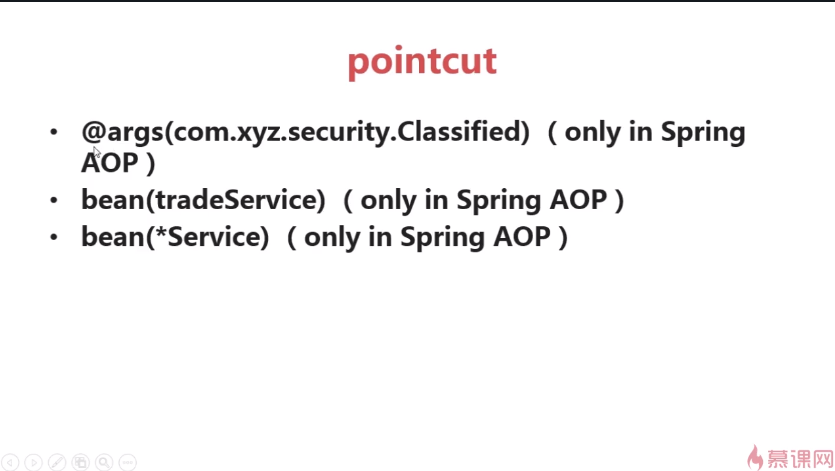 pointcut
• @args(com.xyz.security.Classified) ( only in Spring
AOP )
• bean(tradeService) ( only in Spring AOP )
• bean(*Service) ( only in Spring AOP )
慕课网